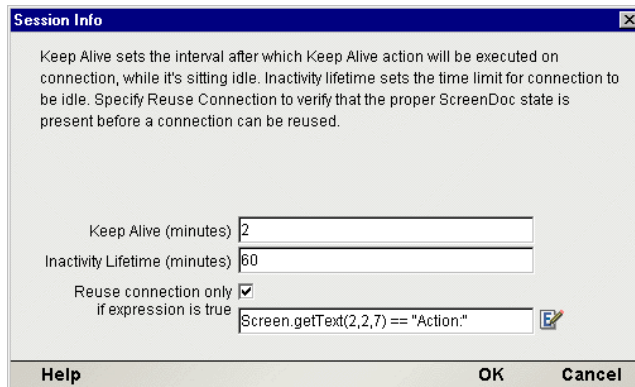 Session Info
Keep Alive sets the interval after which Keep Alive action will be executed on
connection, while it's sitting idle. Inactivity lifetime sets the time limit for connection to
be idle. Specify Reuse Connection to verify that the proper ScreenDoc state is
present before a connection can be reused.
Keep Alive (minutes) 2
Inactivity Lifetime (minutes) 60
Reuse connection only
if expression is true
Screen.getText(2,2,7) == "Action:"
Help OK Cancel